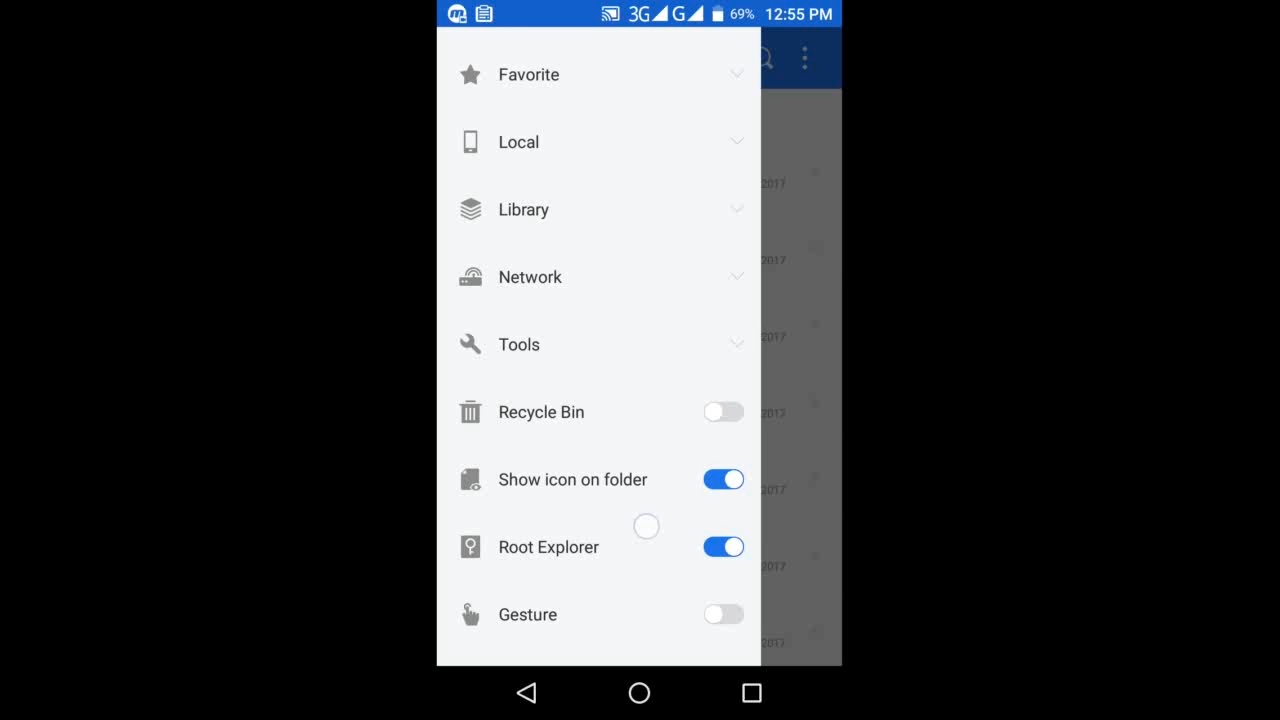 3G G 69% 12:55 PM
Favorite
Local
2017
Library
2017
Network
2017
Tools
Recycle Bin
2017
Show icon on folder
2017
Root Explorer
2017
Gesture
2017